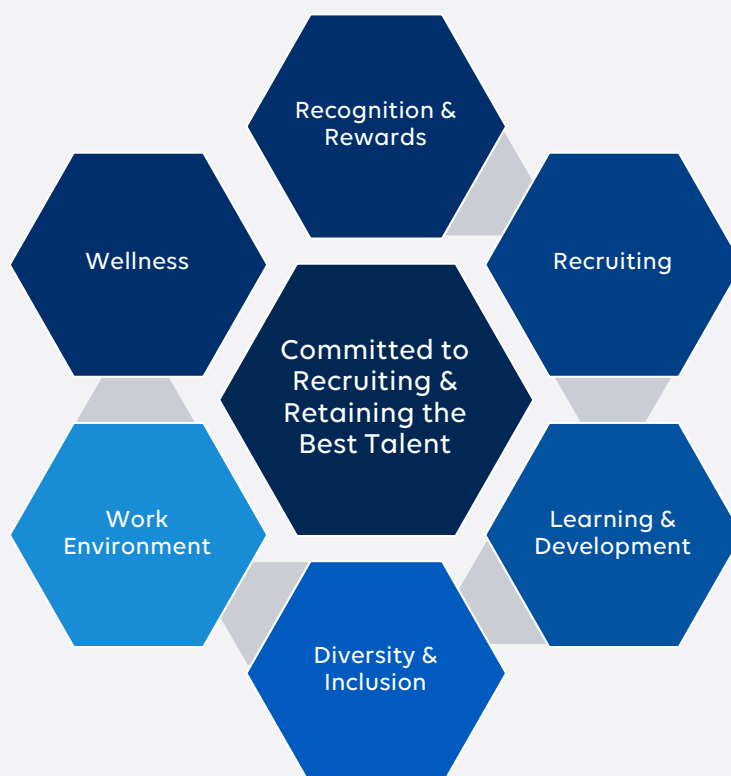 Recognition &
Rewards
Wellness
Recruiting
Committed to
Recruiting &
Retaining the
Best Talent
Work
Environment
Learning &
Development
Diversity &
Inclusion